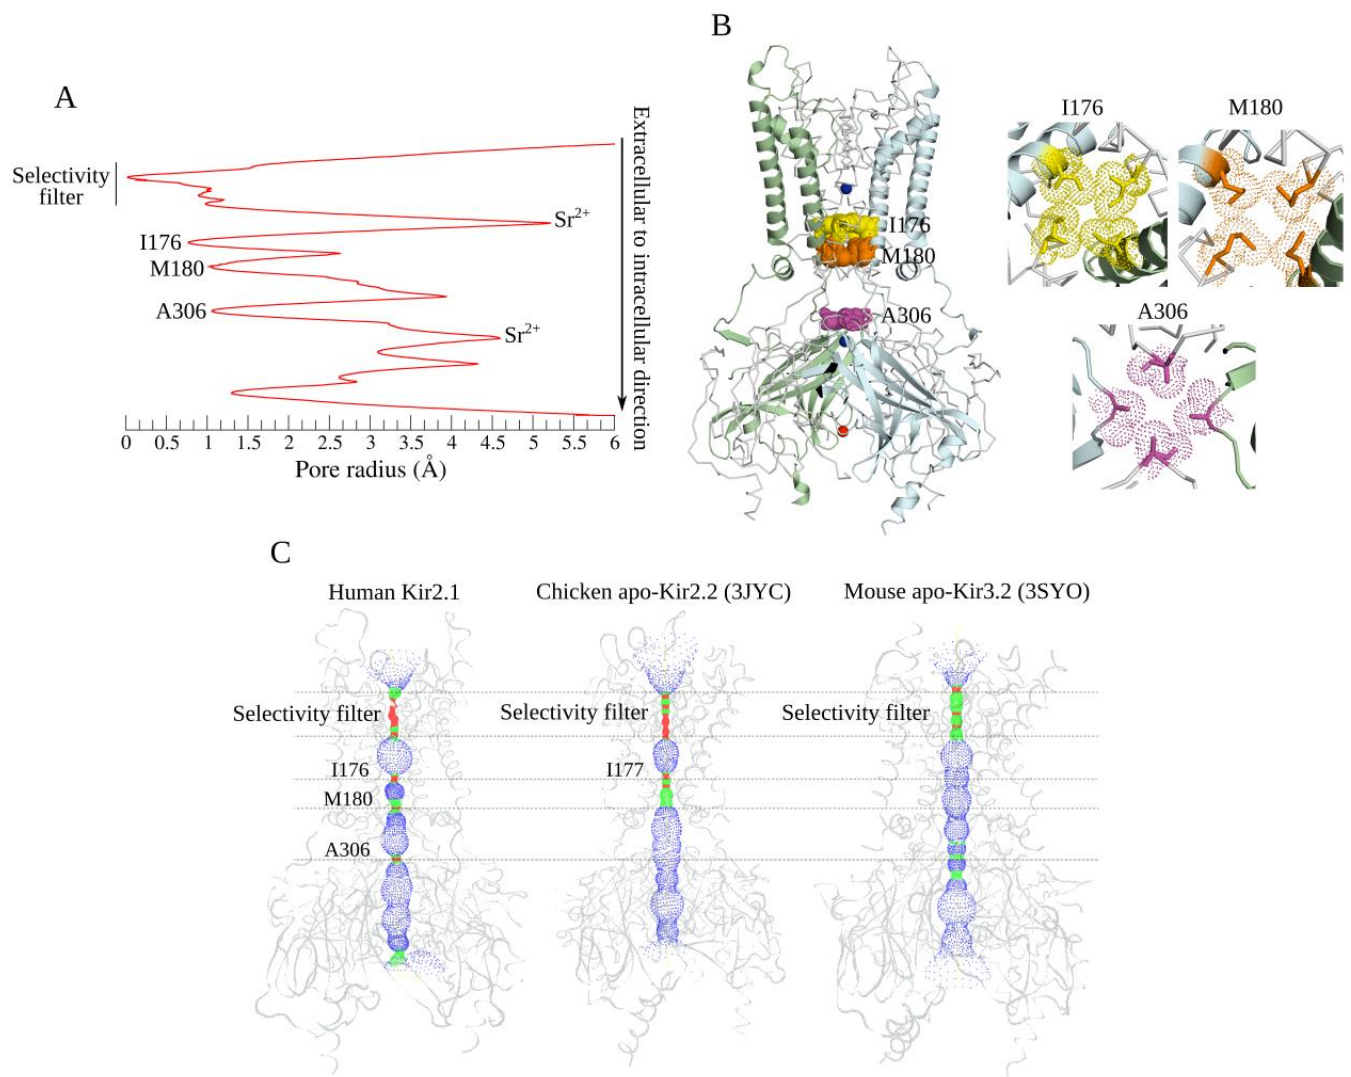 A
Selectivity
filter
Sr2+
I176
M180
A306
Sr2+
0 0.5 1 1.5 2 2.5 3 3.5 4 4.5 5 5.5 6
Pore radius (Å)
Extracellular to intracellular direction
B
I176
M180
A306
I176
M180
A306
C
Human Kir2.1
Chicken apo-Kir2.2 (3JYC)
Mouse apo-Kir3.2 (3SYO)
Selectivity filter
Selectivity filter
Selectivity filter
I176
I177
M180
A306